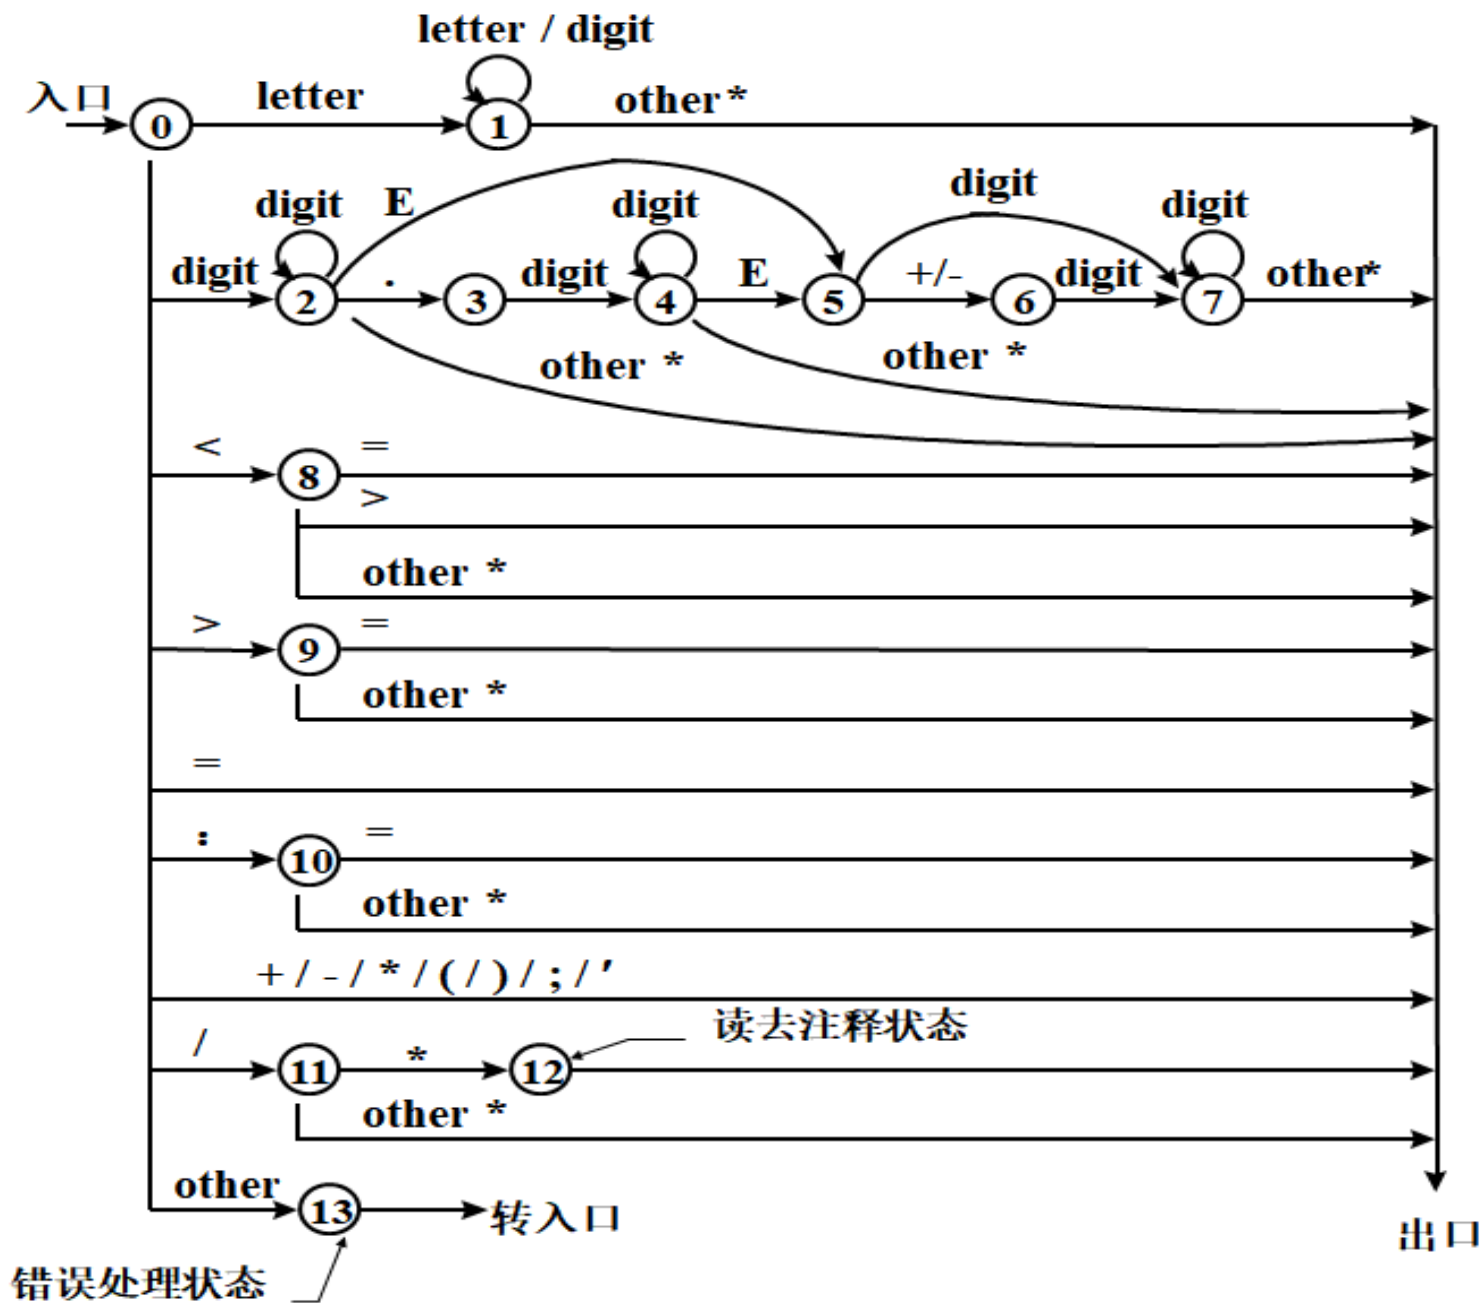 letter / digit
入口
letter
other *
0
1
digit
E
digit
digit
digit
digit
.
digit
E
+/-
digit
other*
2
3
4
5
6
7
other *
other *
<
=
8
>
other *
>
=
9
other *
=
:
=
10
other *
+ / - / * / ( / ) / ; / ′
读去注释状态
/
*
11
12
other *
other
13
转入口
出口
错误处理状态